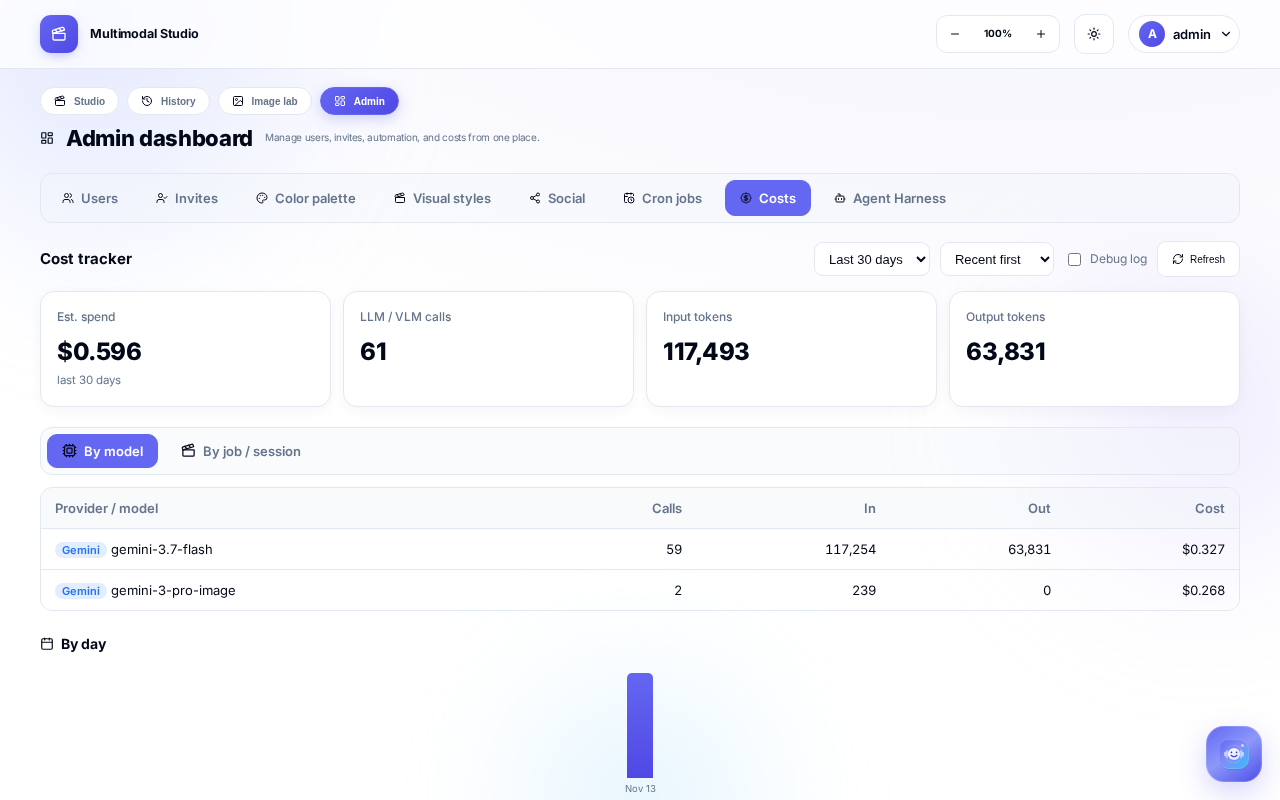 Multimodal Studio
100%
A admin
Studio History Image lab Admin
Admin dashboard Manage users, invites, automation, and costs from one place.
Users Invites Color palette Visual styles Social Cron jobs Costs Agent Harness
Cost tracker Last 30 days Recent first Debug log Refresh
Est. spend LLM / VLM calls Input tokens Output tokens
$0.596 61 117,493 63,831
last 30 days
By model By job / session
Provider / model Calls In Out Cost
Gemini gemini-3.7-flash 59 117,254 63,831 $0.327
Gemini gemini-3-pro-image 2 239 0 $0.268
By day
Nov 13